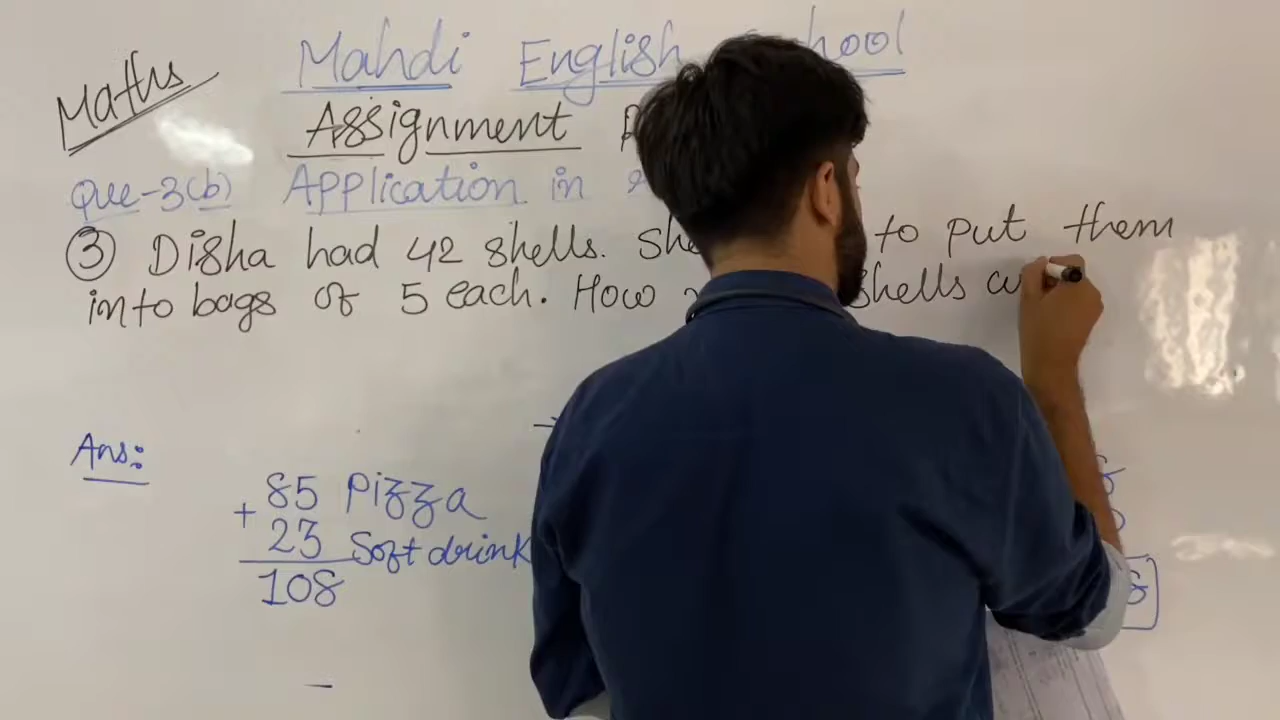 Maths
Mahdi English School
Assignment
Que-3(b) Application in
③ Disha had 42 shells. She to put them
into bags of 5 each. How shells
Ans:
85 Pizza
+ 23 Soft drink
108